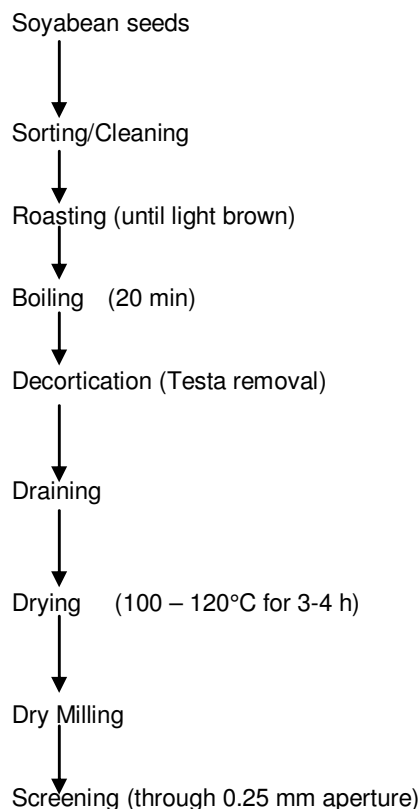 Soyabean seeds
Sorting/Cleaning
Roasting (until light brown)
Boiling (20 min)
Decortication (Testa removal)
Draining
Drying (100 – 120°C for 3-4 h)
Dry Milling
Screening (through 0.25 mm aperture)